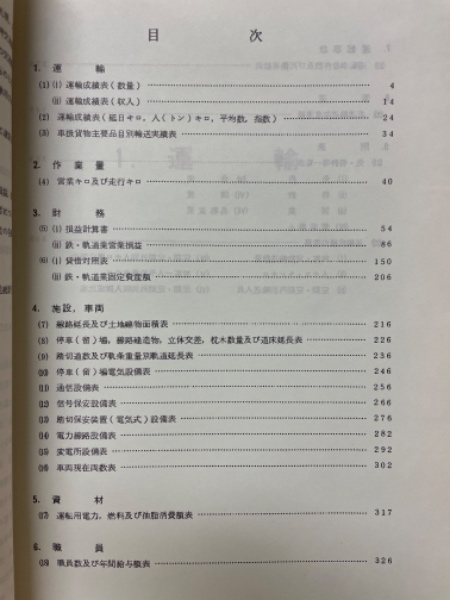 目 次
1. 運 輸
(1) (i) 運輸成績表(数量) 4
(ii) 運輸成績表(収入) 14
(2) 運輸成績表(延日キロ, 人(トン)キロ, 平均数, 指数) 24
(3) 車扱貨物主要品目別輸送実績表 34
2. 作 業 量
(4) 営業キロ及び走行キロ 40
3. 財 務
(5) (i) 損益計算書 54
(ii) 鉄・軌道業営業損益 86
(6) (i) 貸借対照表 150
(ii) 鉄・軌道業固定資産額 206
4. 施設, 車両
(7) 線路延長及び土地建物面積表 216
(8) 停車(留)場, 線路建造物, 立体交差, 枕木数量及び道床延長表 226
(9) 踏切道数及び軌条重量別軌道延長表 236
(10) 停車(留)場電気設備表 246
(11) 通信設備表 256
(12) 信号保安設備表 266
(13) 踏切保安装置(電気式)設備表 276
(14) 電力線路設備表 282
(15) 変電所設備表 292
(16) 車両現在両数表 302
5. 資 材
(17) 運転用電力, 燃料及び油脂消費額表 317
6. 職 員
(18) 職員数及び年間給与額表 326